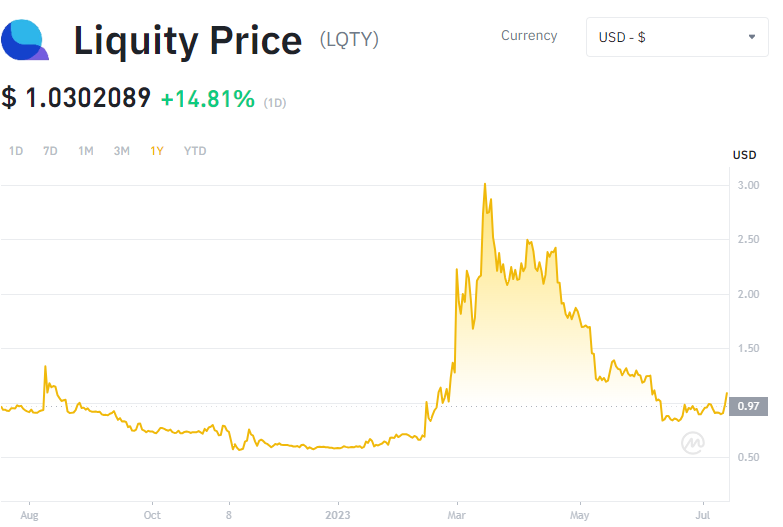 Liquity Price (LQTY)
Currency
USD - $
$ 1.0302089 +14.81% (1D)
1D 7D 1M 3M 1Y YTD
USD
3.00
2.50
2.00
1.50
0.97
0.50
Aug Oct 8 2023 Mar May Jul